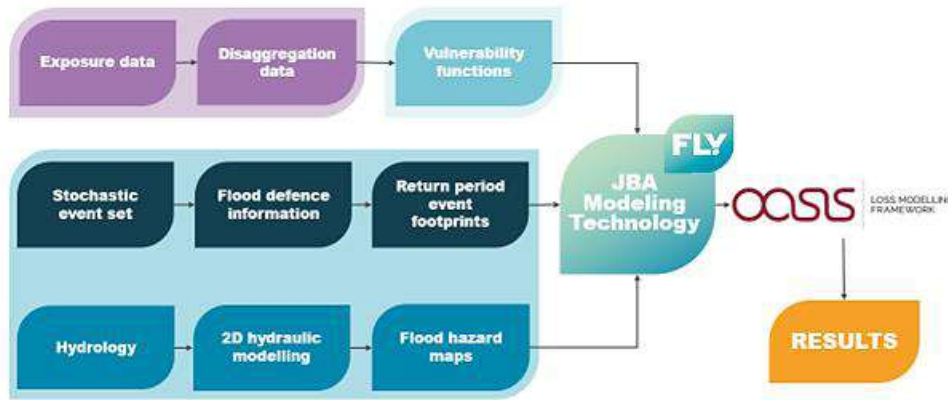 Exposure data
Disaggregation
data
Vulnerability
functions
FLY
JBA
Modeling
Technology
Stochastic
event set
Flood defence
information
Return period
event
footprints
OASIS
LOSS MODELLIN
FRAMEWORK
Hydrology
2D hydraulic
modelling
Flood hazard
maps
RESULTS